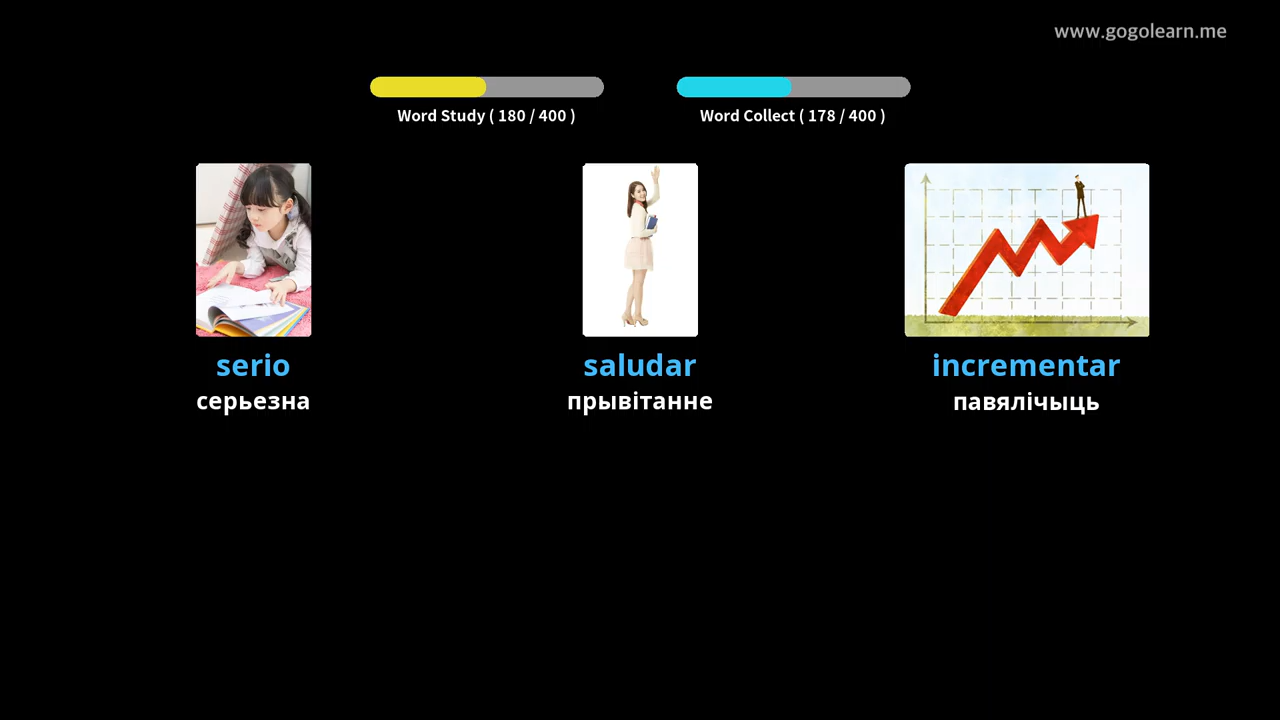 www.gogolearn.me
Word Study ( 180 / 400 )
Word Collect ( 178 / 400 )
serio
saludar
incrementar
серьезна
прывітанне
павялічыць